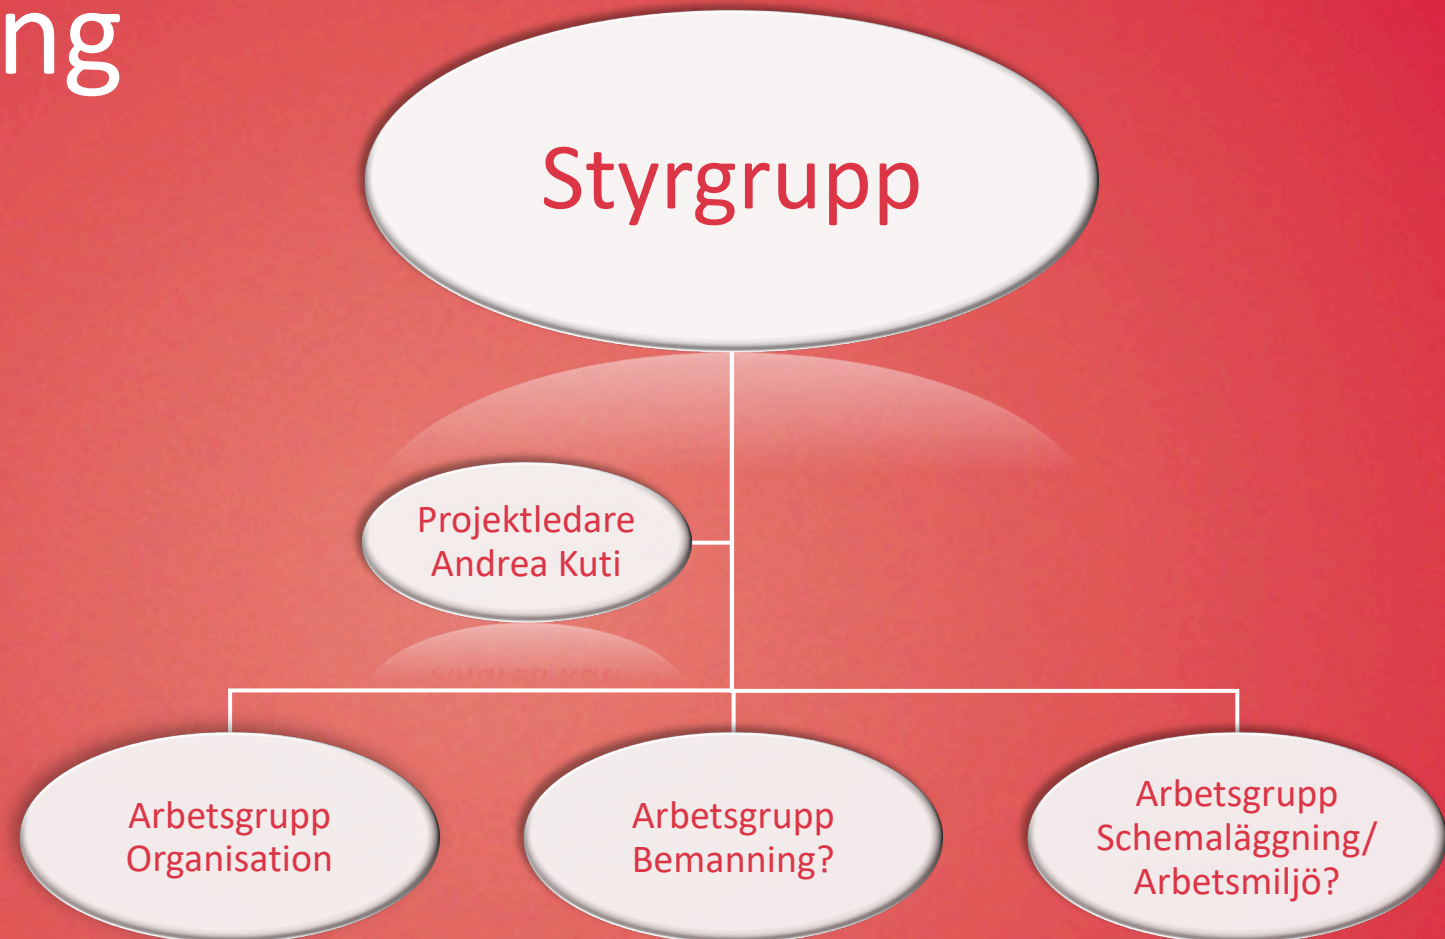 ng
Styrgrupp
Projektledare
Andrea Kuti
Arbetsgrupp
Organisation
Arbetsgrupp
Bemanning?
Arbetsgrupp
Schemaläggning/
Arbetsmiljö?